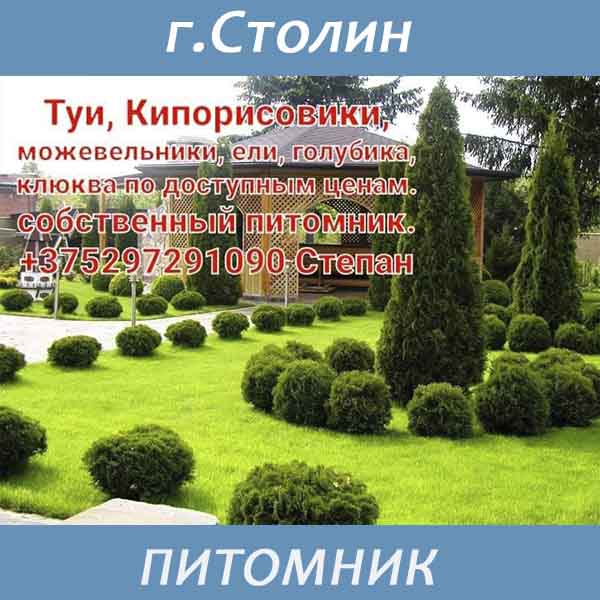 г.Столин
Туи, Кипорисовики,
можевельники, ели, голубика,
клюква по доступным ценам.
собственный питомник.
+375297291090 Степан
ПИТОМНИК